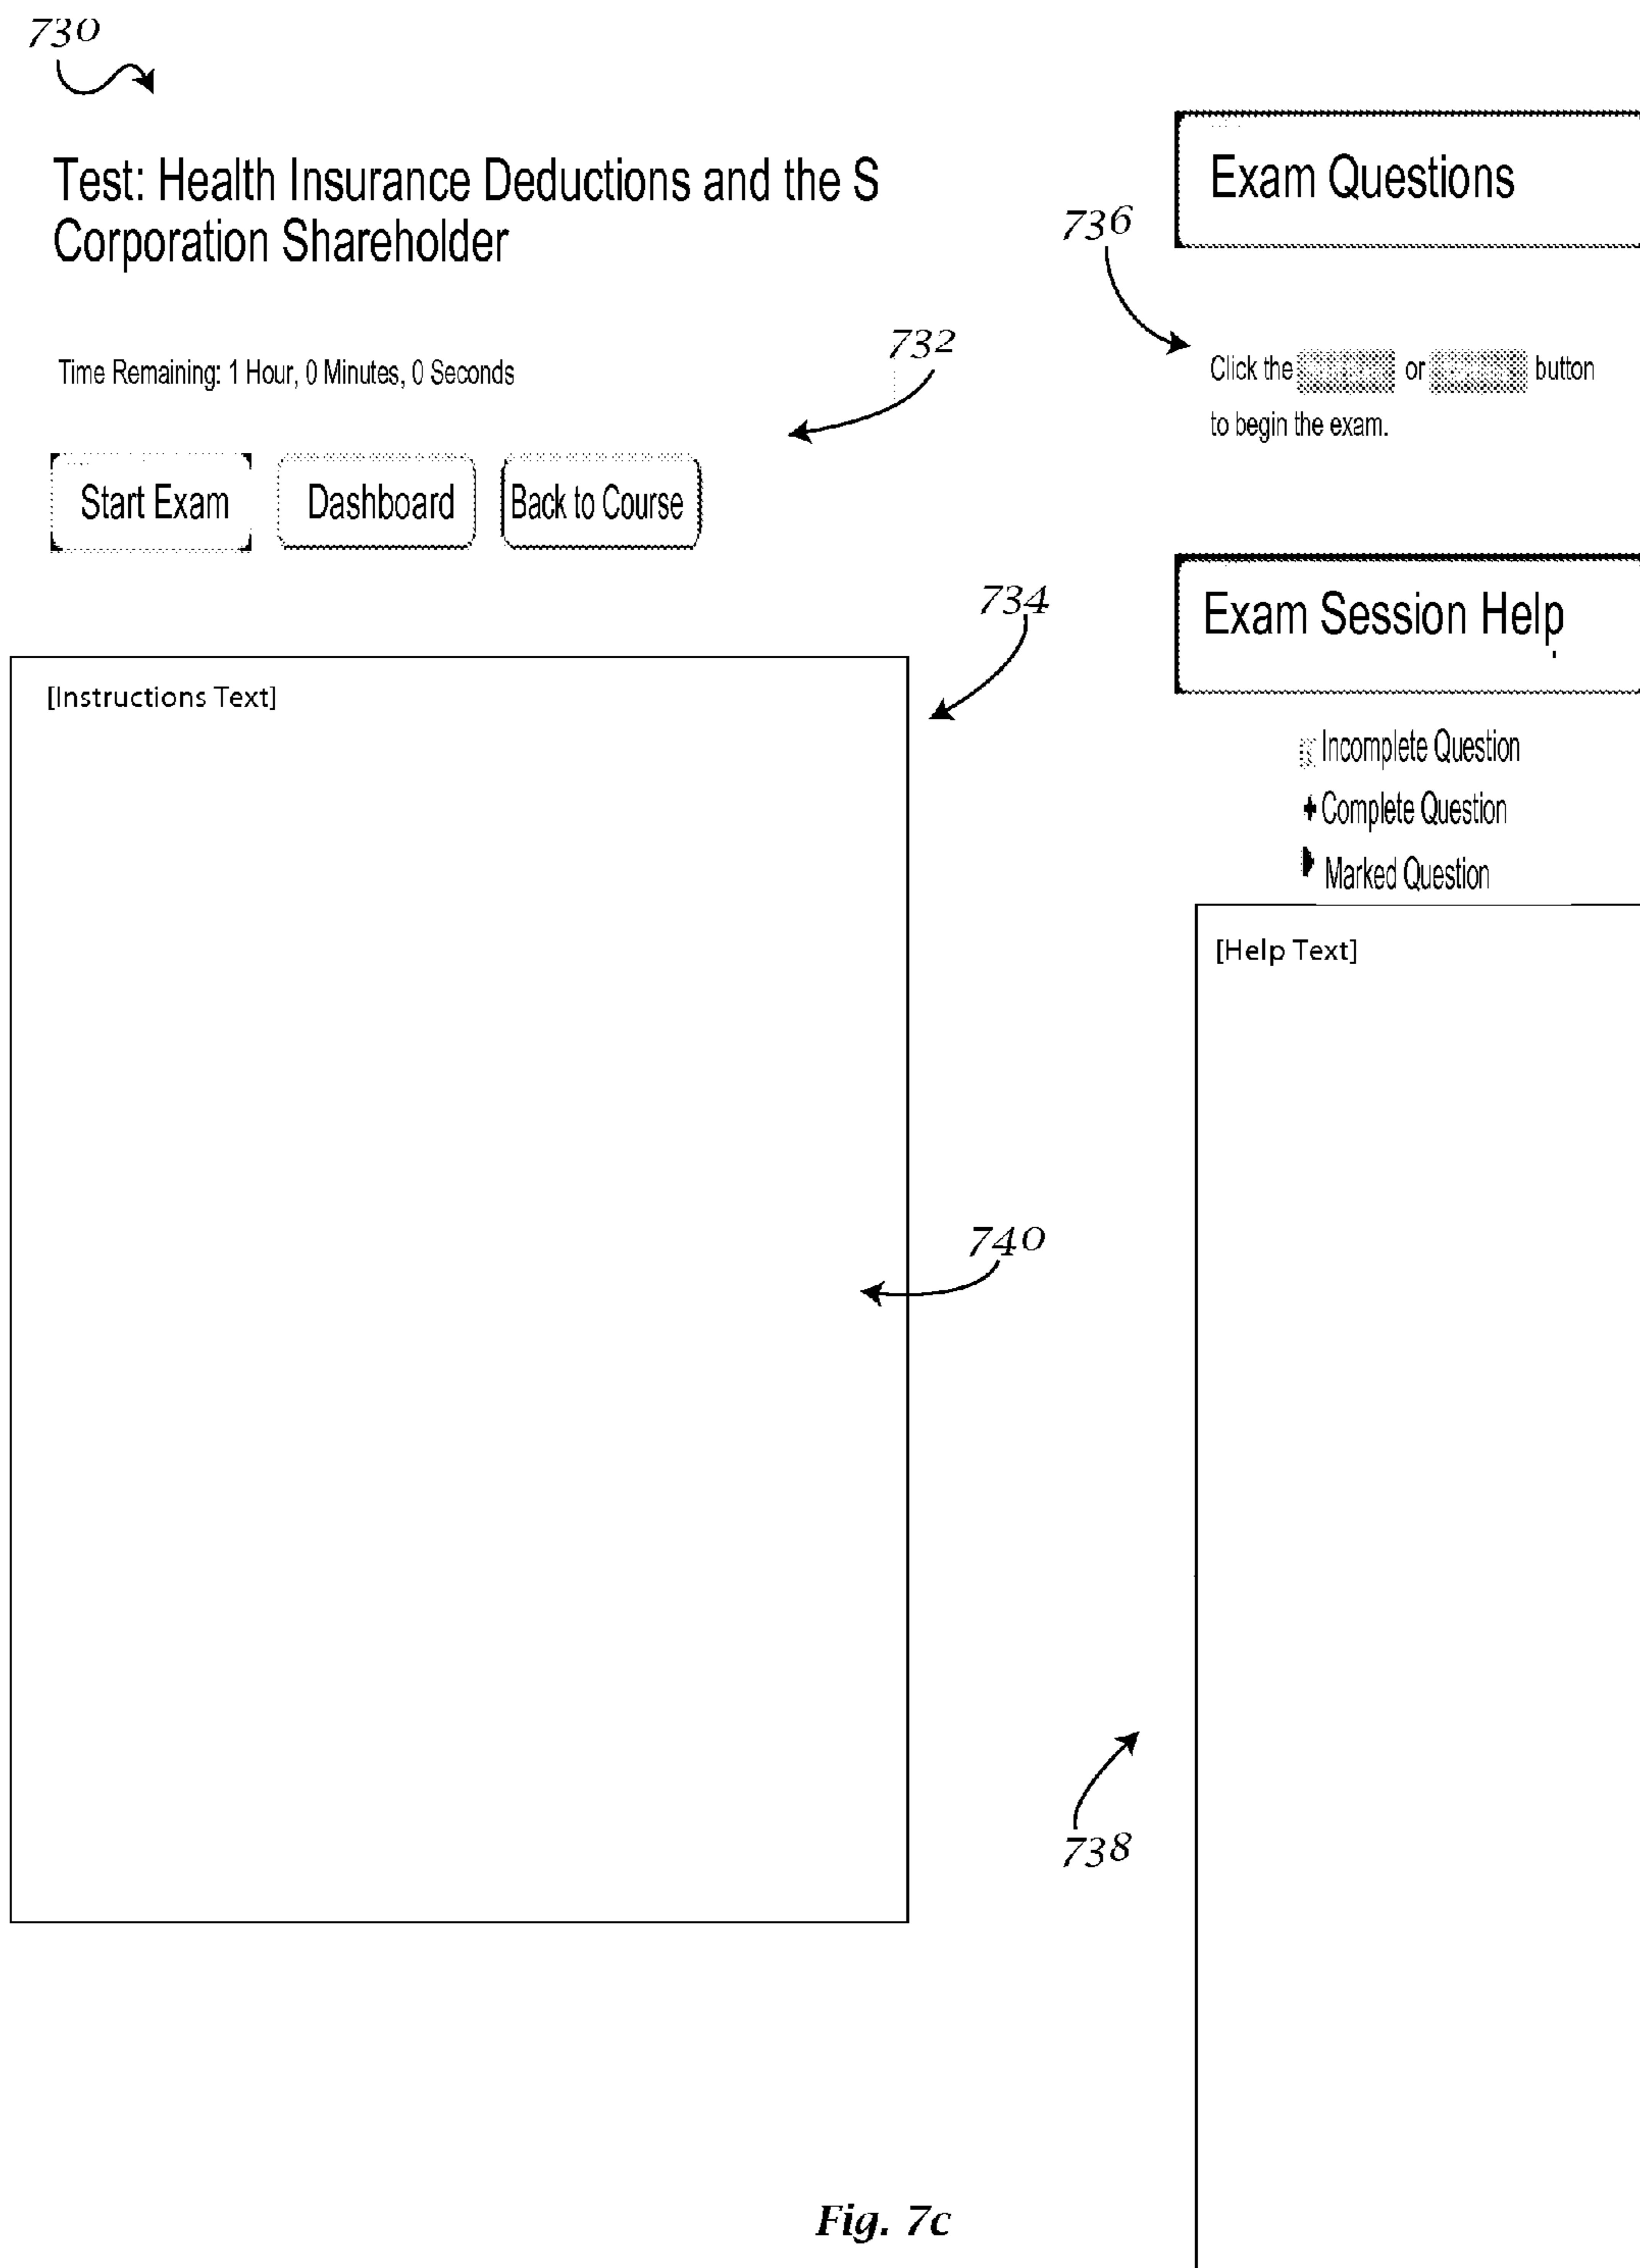 730
Test: Health Insurance Deductions and the S
Corporation Shareholder
Time Remaining: 1 Hour, 0 Minutes, 0 Seconds
732
Start Exam
Dashboard
Back to Course
734
[Instructions Text]
740
Exam Questions
736
Click the or button
to begin the exam.
Exam Session Help
Incomplete Question
Complete Question
Marked Question
[Help Text]
738
Fig. 7c